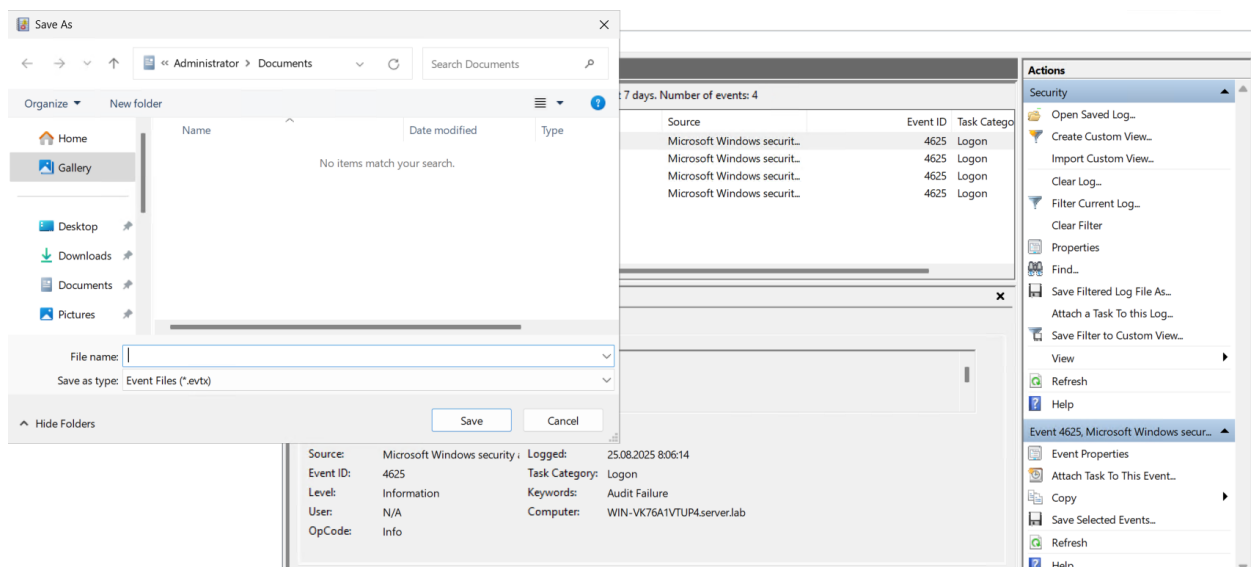 Save As
« Administrator > Documents
Search Documents
Organize
New folder
Home
Gallery
Desktop
Downloads
Documents
Pictures
Name
Date modified
Type
No items match your search.
File name:
Save as type: Event Files (*.evtx)
Hide Folders
Save
Cancel
7 days. Number of events: 4
Source Event ID Task Catego
Microsoft Windows securit... 4625 Logon
Microsoft Windows securit... 4625 Logon
Microsoft Windows securit... 4625 Logon
Microsoft Windows securit... 4625 Logon
Source: Microsoft Windows security Logged: 25.08.2025 8:06:14
Event ID: 4625 Task Category: Logon
Level: Information Keywords: Audit Failure
User: N/A Computer: WIN-VK76A1VTUP4.server.lab
OpCode: Info
Actions
Security
Open Saved Log...
Create Custom View...
Import Custom View...
Clear Log...
Filter Current Log...
Clear Filter
Properties
Find...
Save Filtered Log File As...
Attach a Task To this Log...
Save Filter to Custom View...
View
Refresh
Help
Event 4625, Microsoft Windows secur...
Event Properties
Attach Task To This Event...
Copy
Save Selected Events...
Refresh
Help